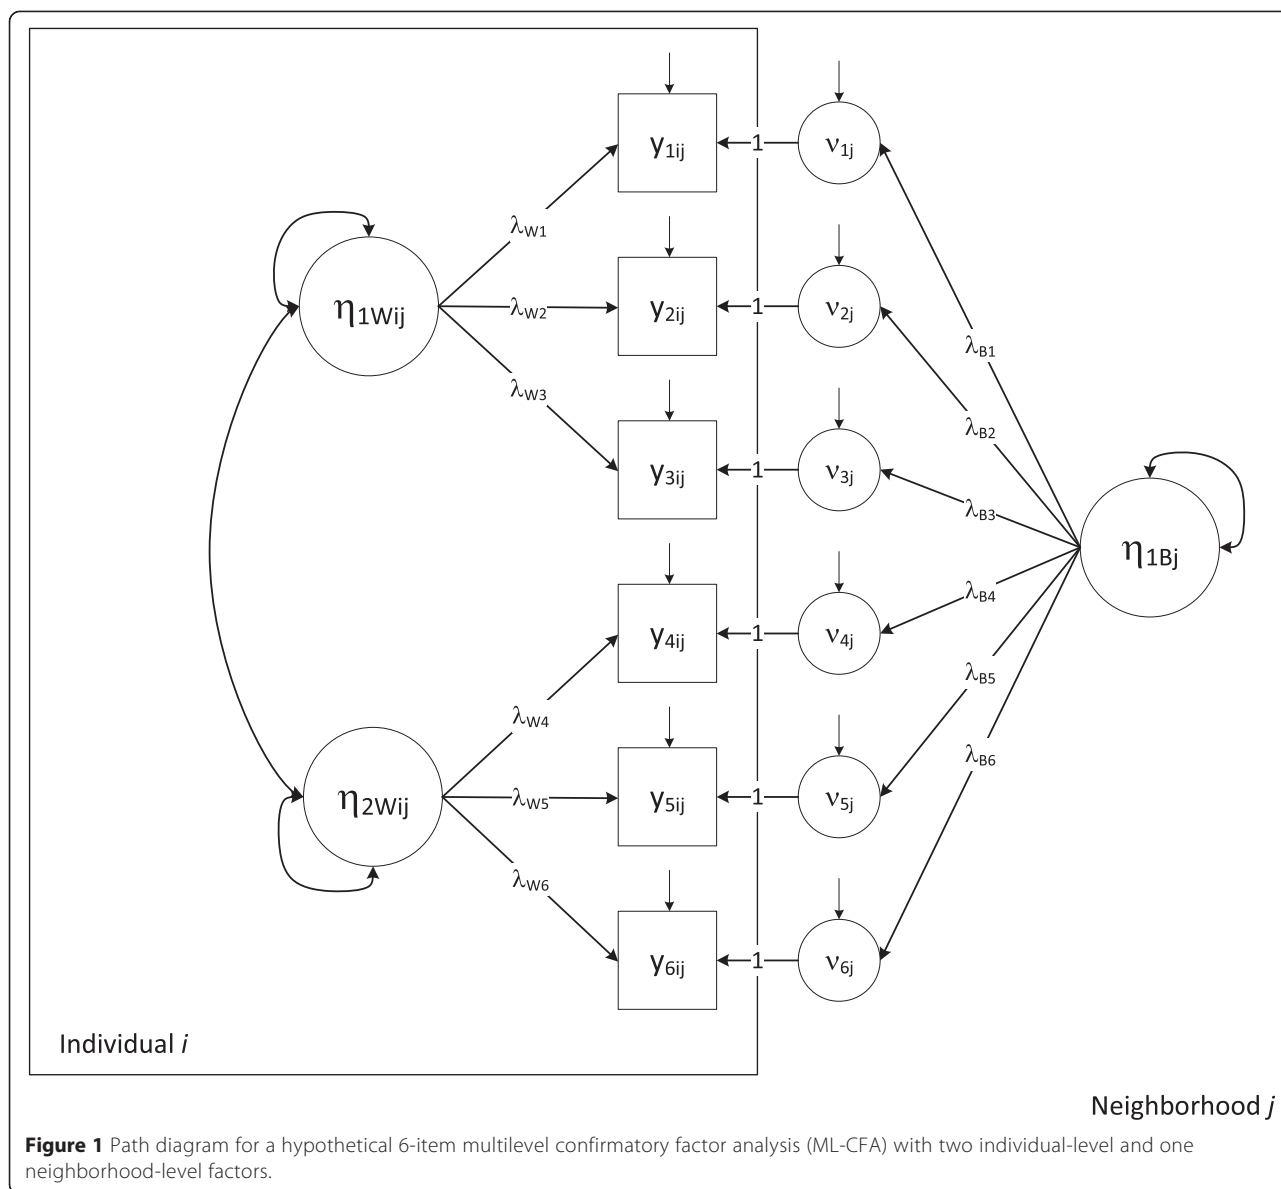 y1ij
1
ν1j
λW1
η1Wij
λW2
y2ij
1
ν2j
λB1
λW3
λB2
y3ij
1
ν3j
λB3
η1Bj
λB4
y4ij
1
ν4j
λB5
λW4
λB6
η2Wij
λW5
y5ij
1
ν5j
λW6
y6ij
1
ν6j
Individual i
Neighborhood j
Figure 1 Path diagram for a hypothetical 6-item multilevel confirmatory factor analysis (ML-CFA) with two individual-level and one
neighborhood-level factors.